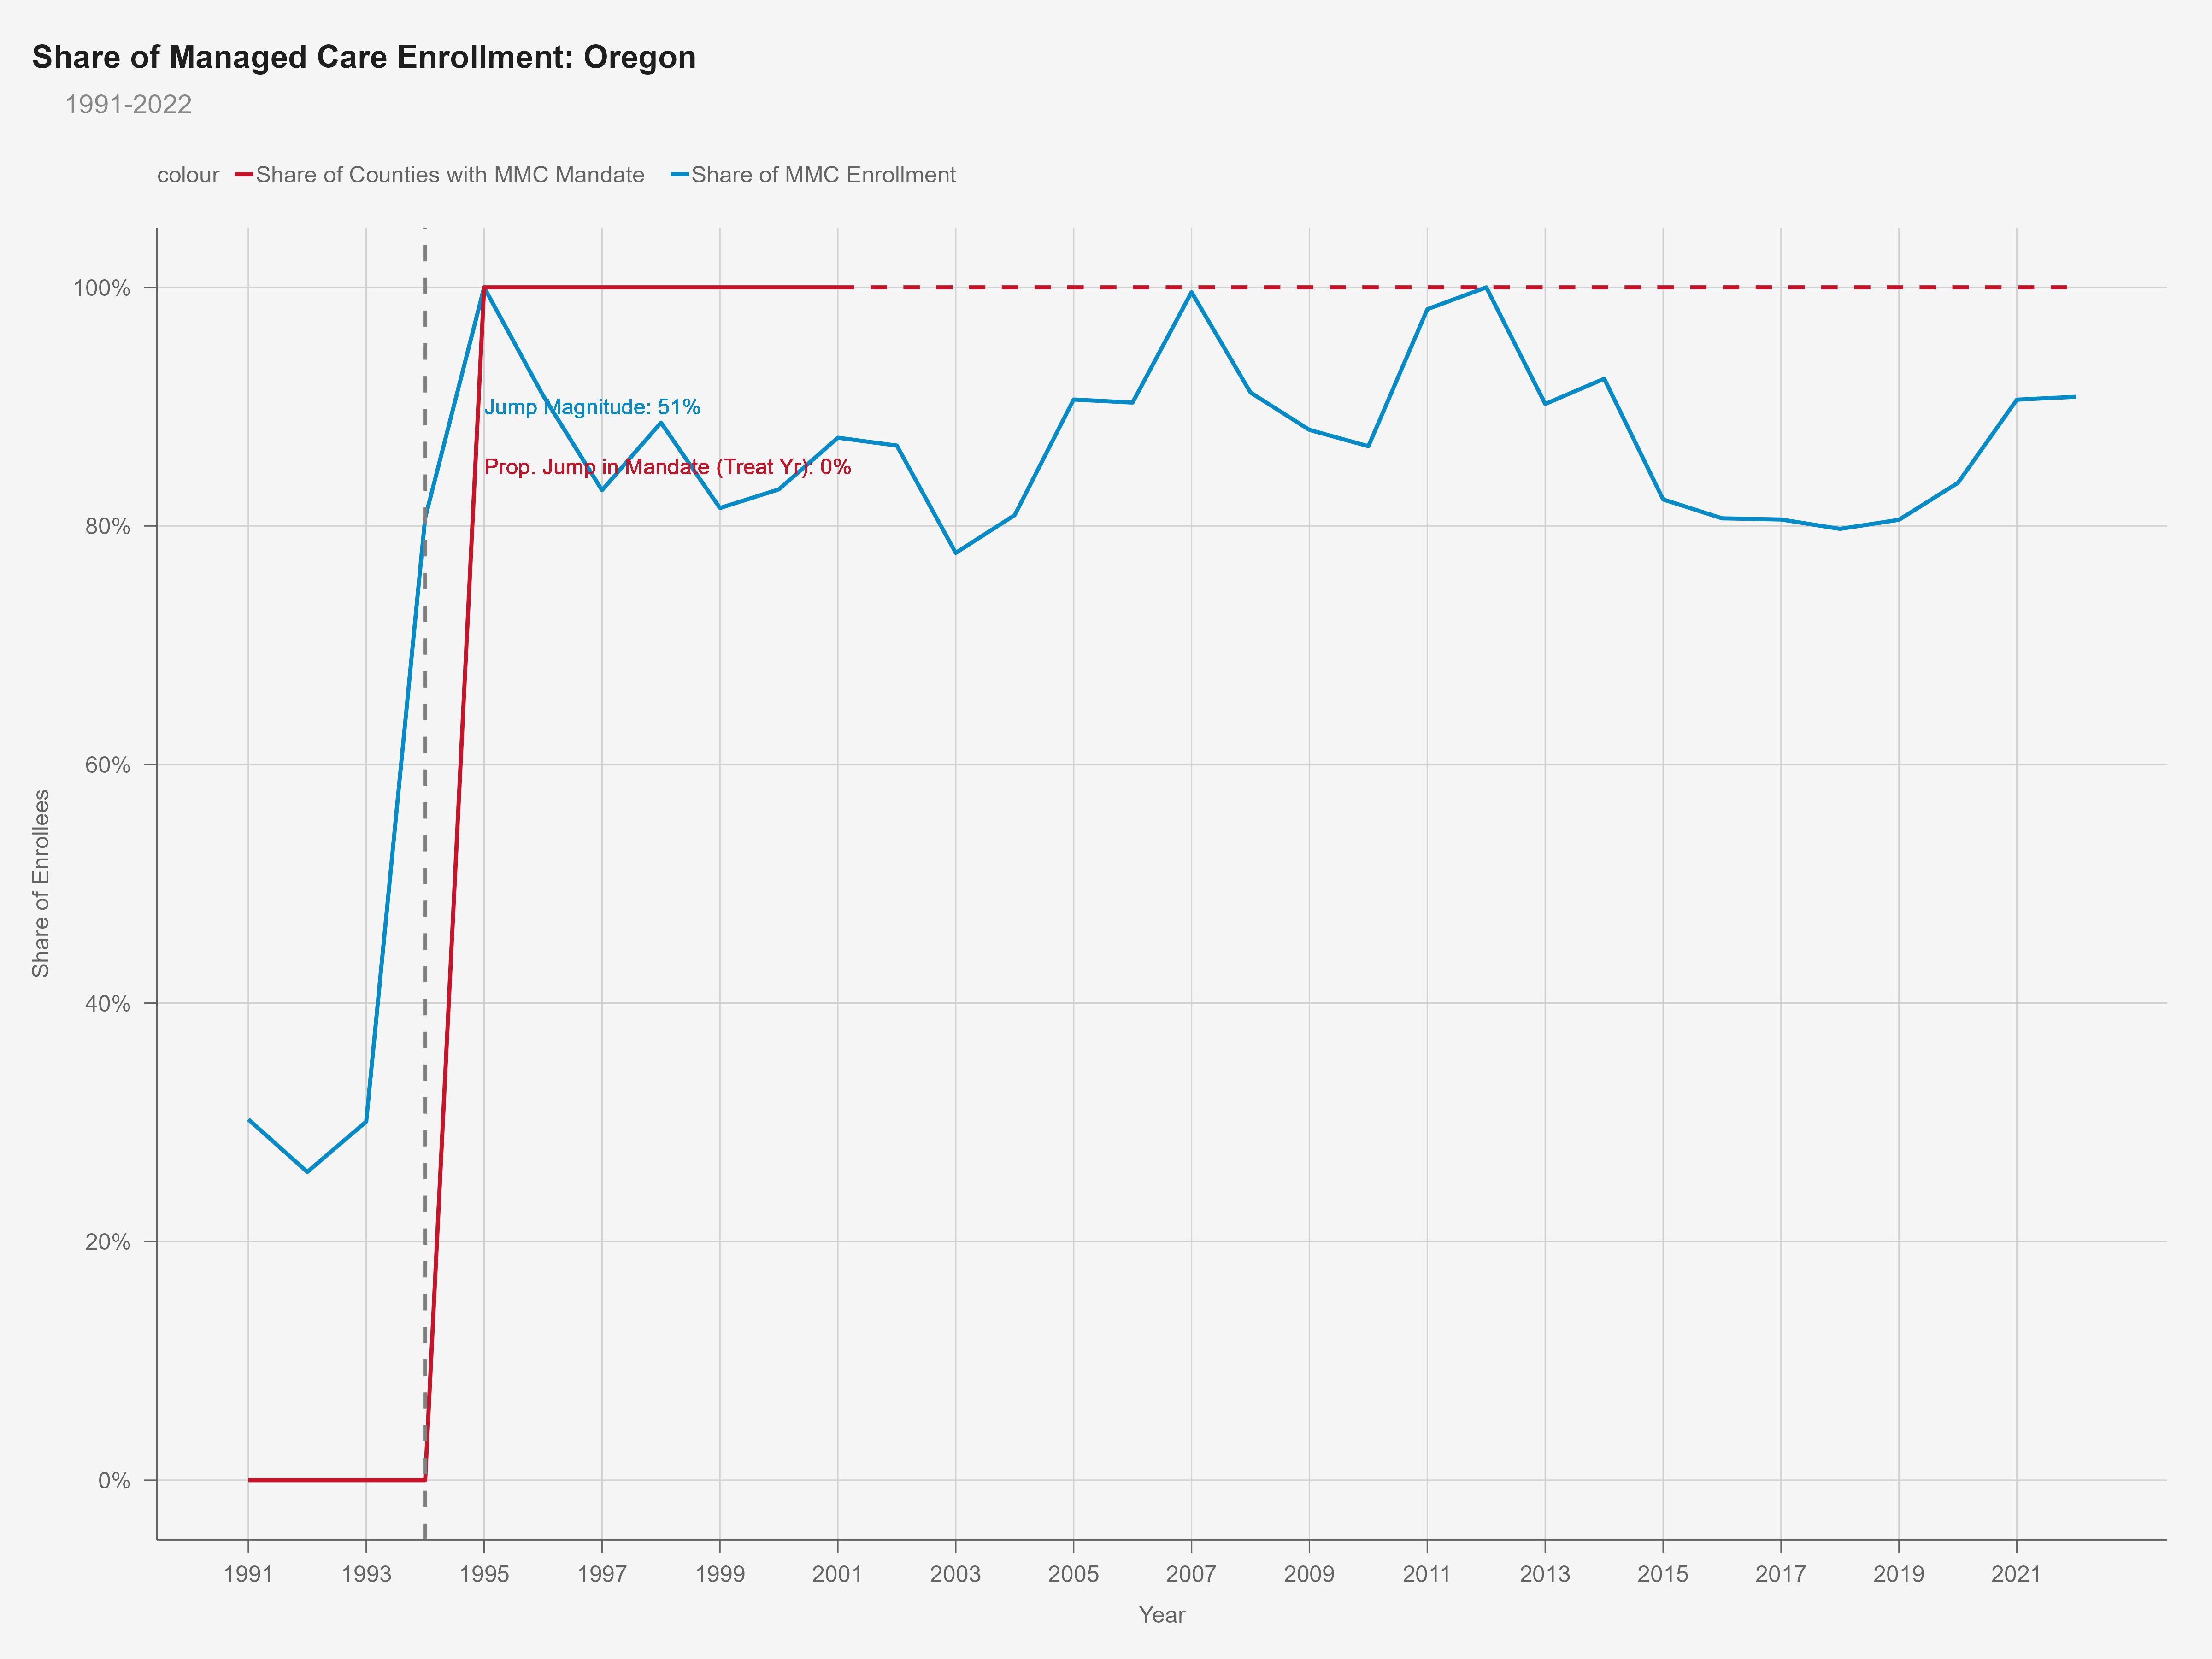 Share of Managed Care Enrollment: Oregon
1991-2022
colour Share of Counties with MMC Mandate Share of MMC Enrollment
100%
80%
60%
40%
20%
0%
Share of Enrollees
Jump Magnitude: 51%
Prop. Jump in Mandate (Treat Yr): 0%
1991 1993 1995 1997 1999 2001 2003 2005 2007 2009 2011 2013 2015 2017 2019 2021
Year